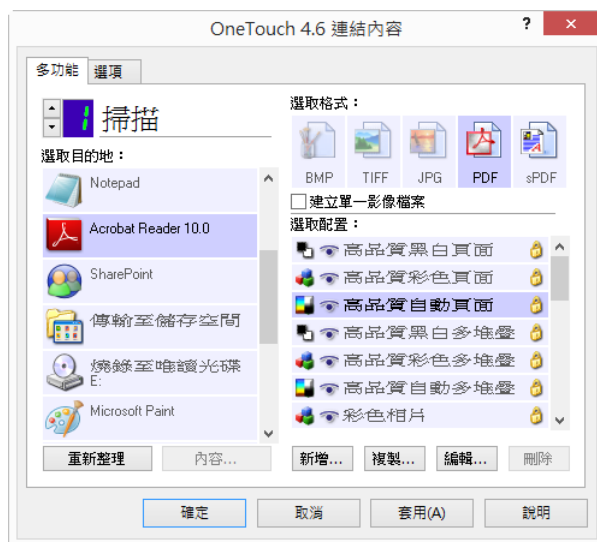 OneTouch 4.6 連結內容
?
×
多功能
選項
1 掃描
選取目的地：
Notepad
Acrobat Reader 10.0
SharePoint
傳輸至儲存空間
燒錄至唯讀光碟
E:
Microsoft Paint
重新整理
內容...
選取格式：
BMP
TIFF
JPG
PDF
sPDF
建立單一影像檔案
選取配置：
高品質黑白頁面
高品質彩色頁面
高品質自動頁面
高品質黑白多堆疊
高品質彩色多堆疊
高品質自動多堆疊
彩色相片
新增...
複製...
編輯...
刪除
確定
取消
套用(A)
說明